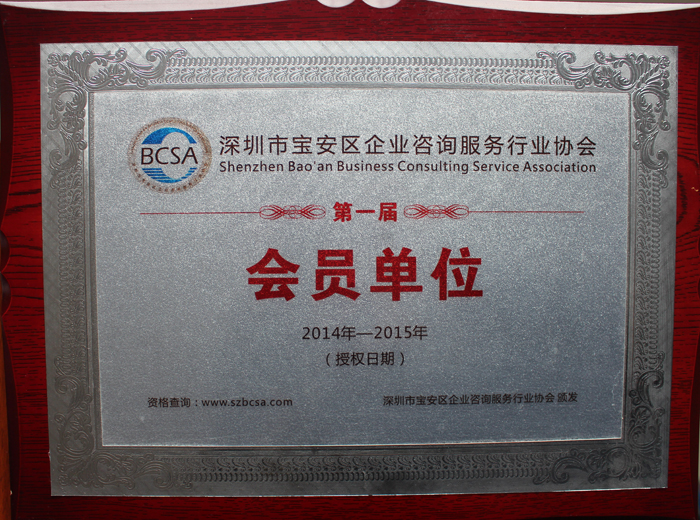 BCSA
深圳市宝安区企业咨询服务行业协会
Shenzhen Bao'an Business Consulting Service Association
第一届
会员单位
2014年—2015年
（授权日期）
资格查询：www.szbcsa.com
深圳市宝安区企业咨询服务行业协会 颁发